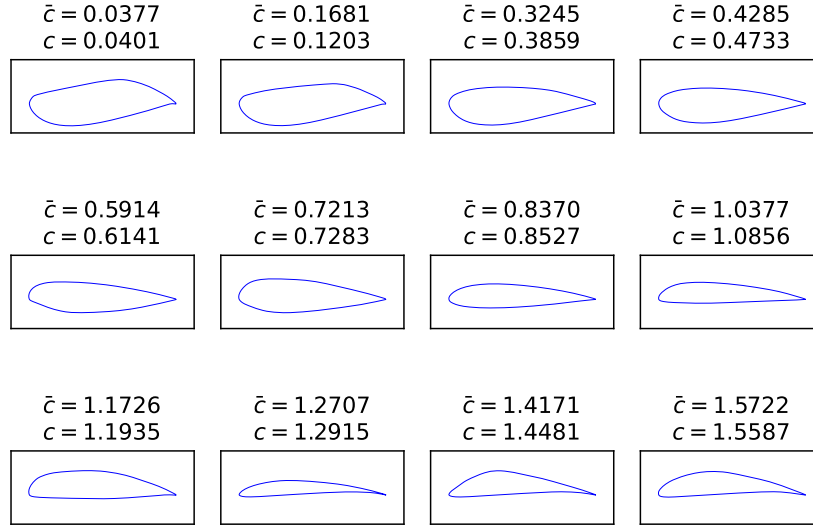 c̄ = 0.0377
c = 0.0401
c̄ = 0.1681
c = 0.1203
c̄ = 0.3245
c = 0.3859
c̄ = 0.4285
c = 0.4733
c̄ = 0.5914
c = 0.6141
c̄ = 0.7213
c = 0.7283
c̄ = 0.8370
c = 0.8527
c̄ = 1.0377
c = 1.0856
c̄ = 1.1726
c = 1.1935
c̄ = 1.2707
c = 1.2915
c̄ = 1.4171
c = 1.4481
c̄ = 1.5722
c = 1.5587